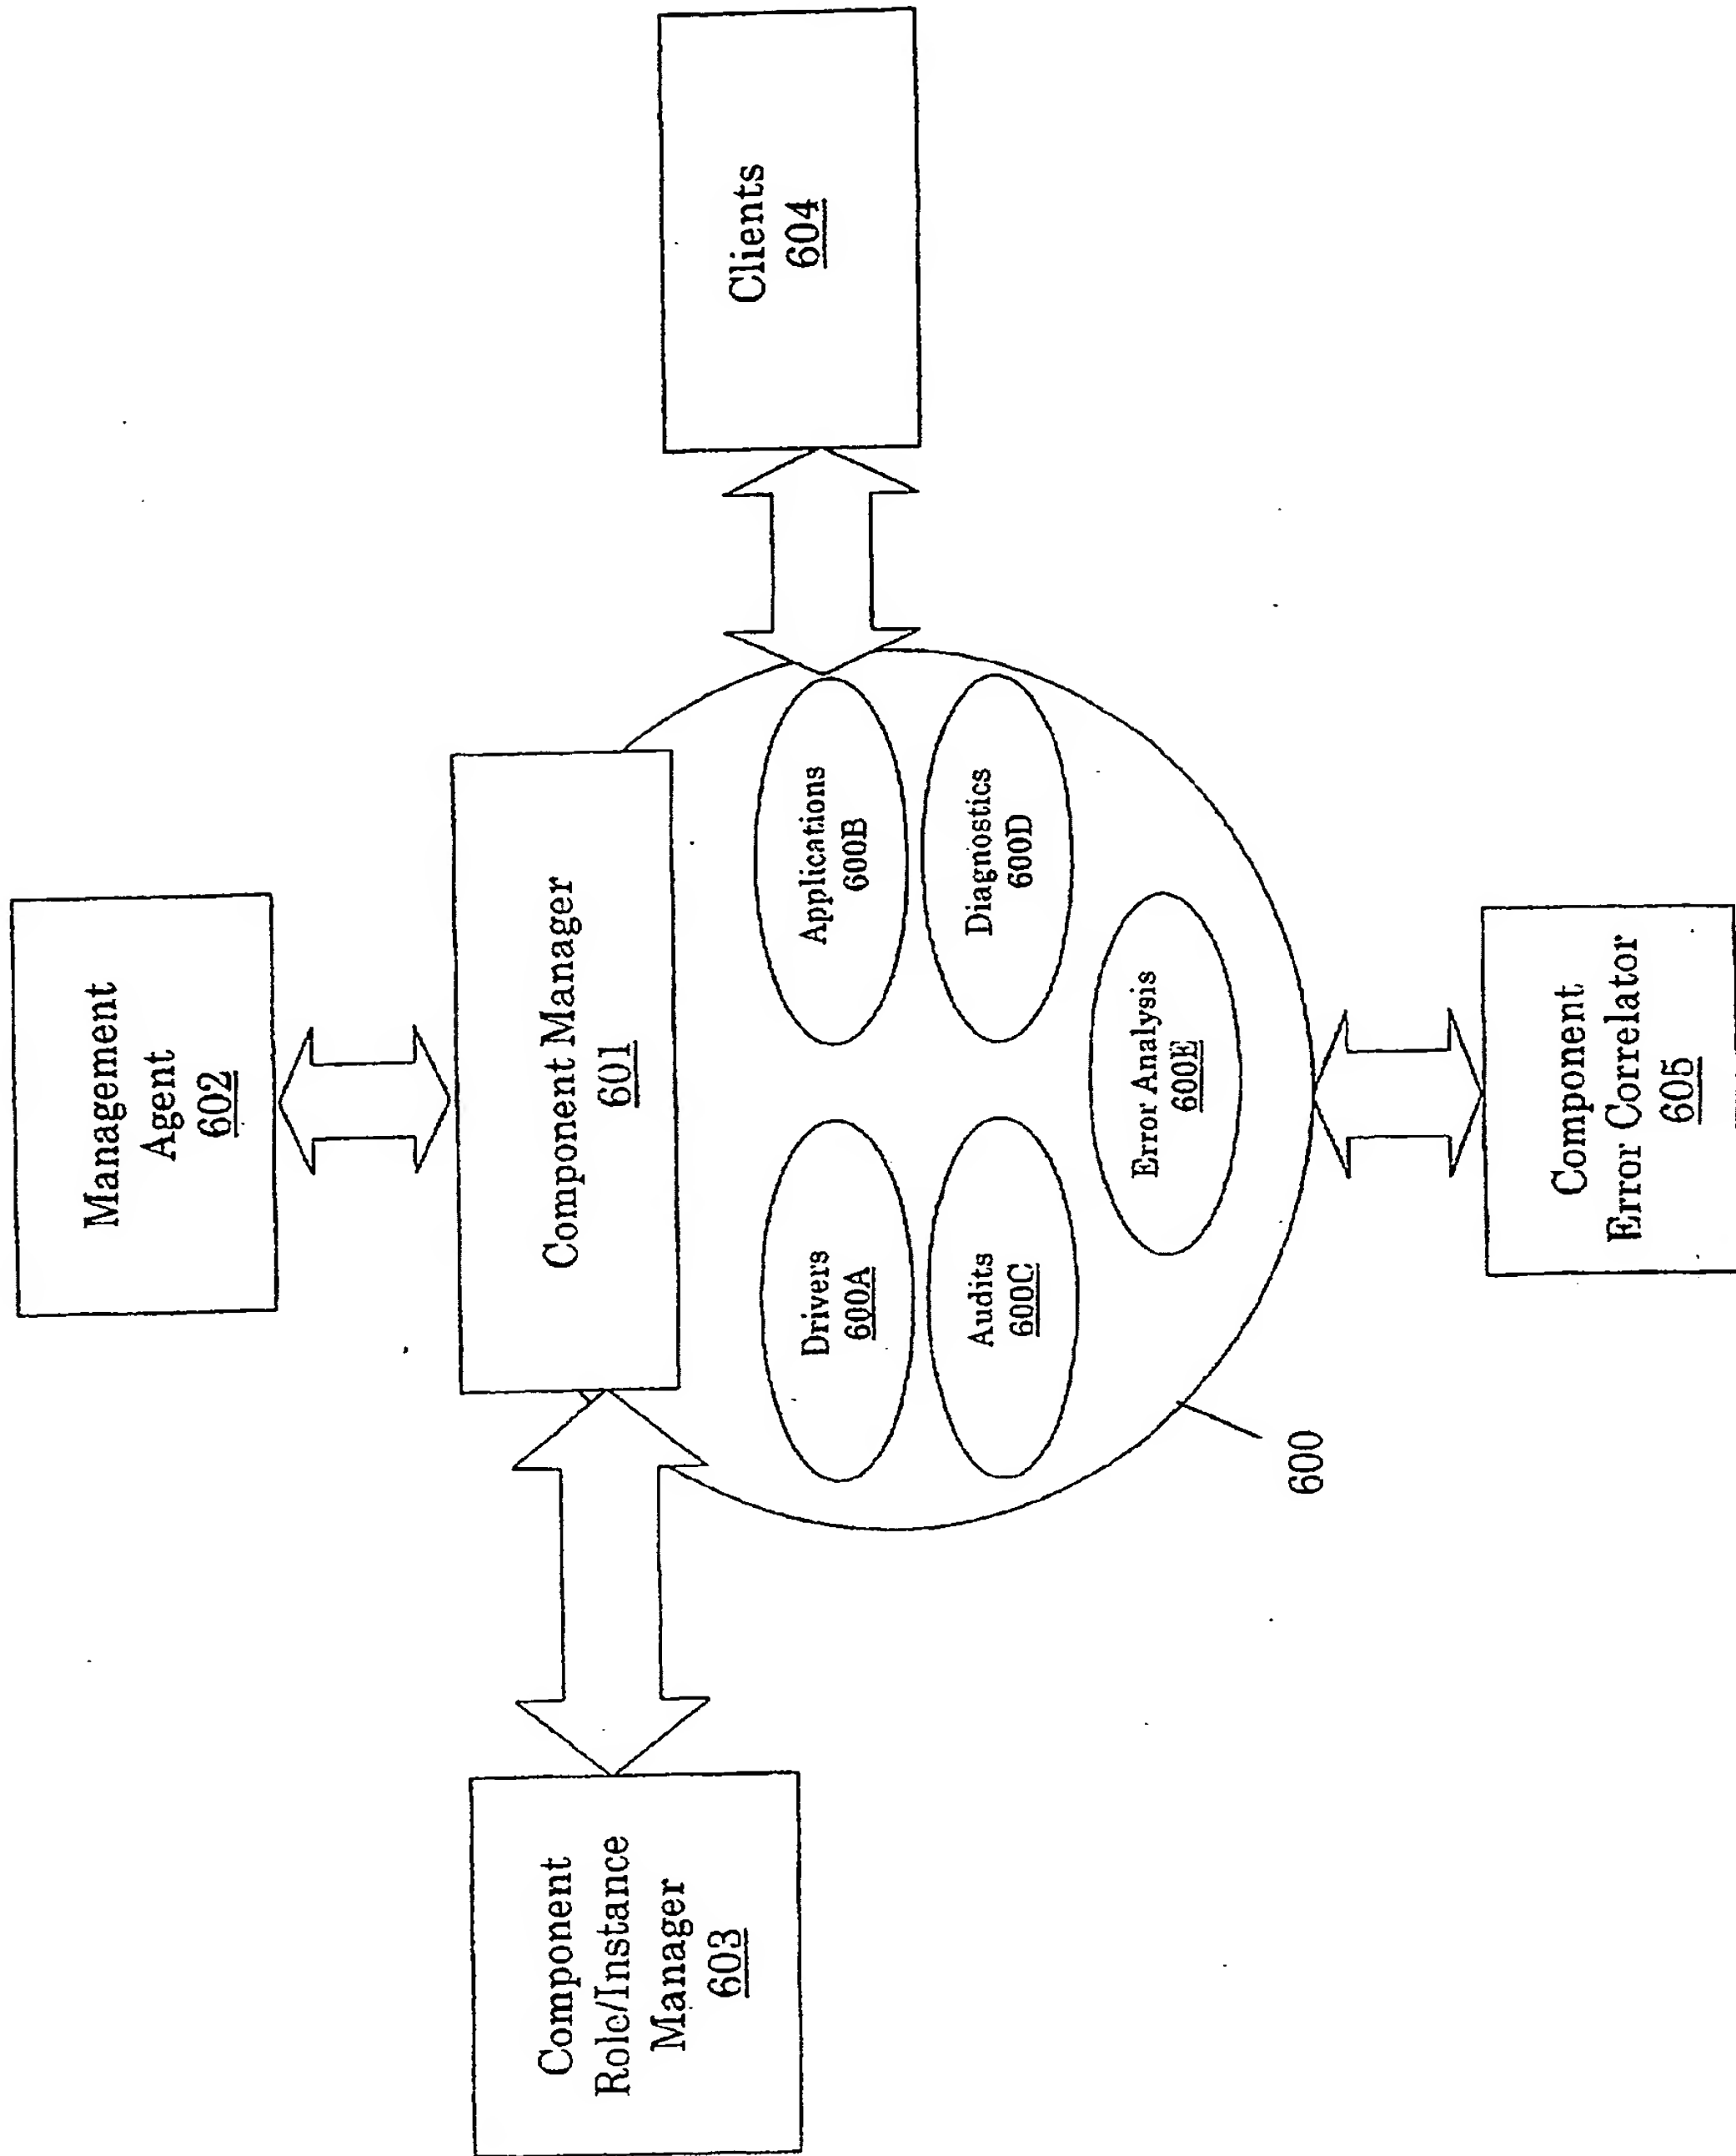 Management
Agent
602
Component
Role/Instance
Manager
603
Component Manager
601
Clients
604
Drivers
600A
Applications
600B
Audits
600C
Diagnostics
600D
Error Analysis
600E
600
Component
Error Correlator
605